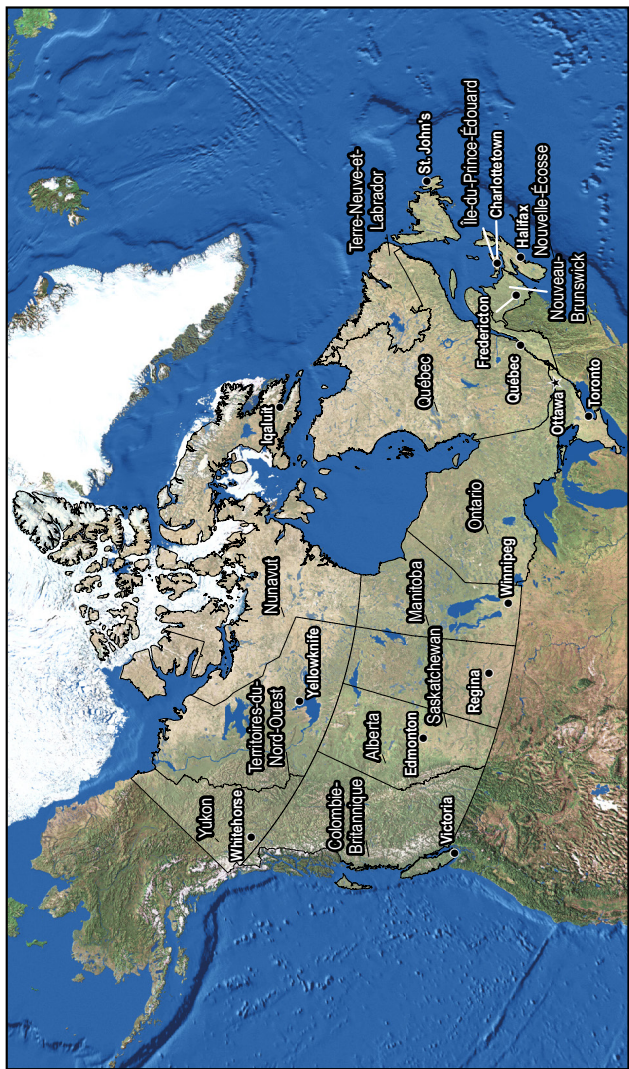 Yukon
Whitehorse
Territoires-du-
Nord-Ouest
Yellowknife
Nunavut
Iqaluit
Colombie-
Britannique
Victoria
Alberta
Edmonton
Saskatchewan
Regina
Manitoba
Winnipeg
Ontario
Toronto
Ottawa
Québec
Québec
Terre-Neuve-et-
Labrador
St. John's
Île-du-Prince-Édouard
Charlottetown
Halifax
Nouvelle-Écosse
Fredericton
Nouveau-
Brunswick